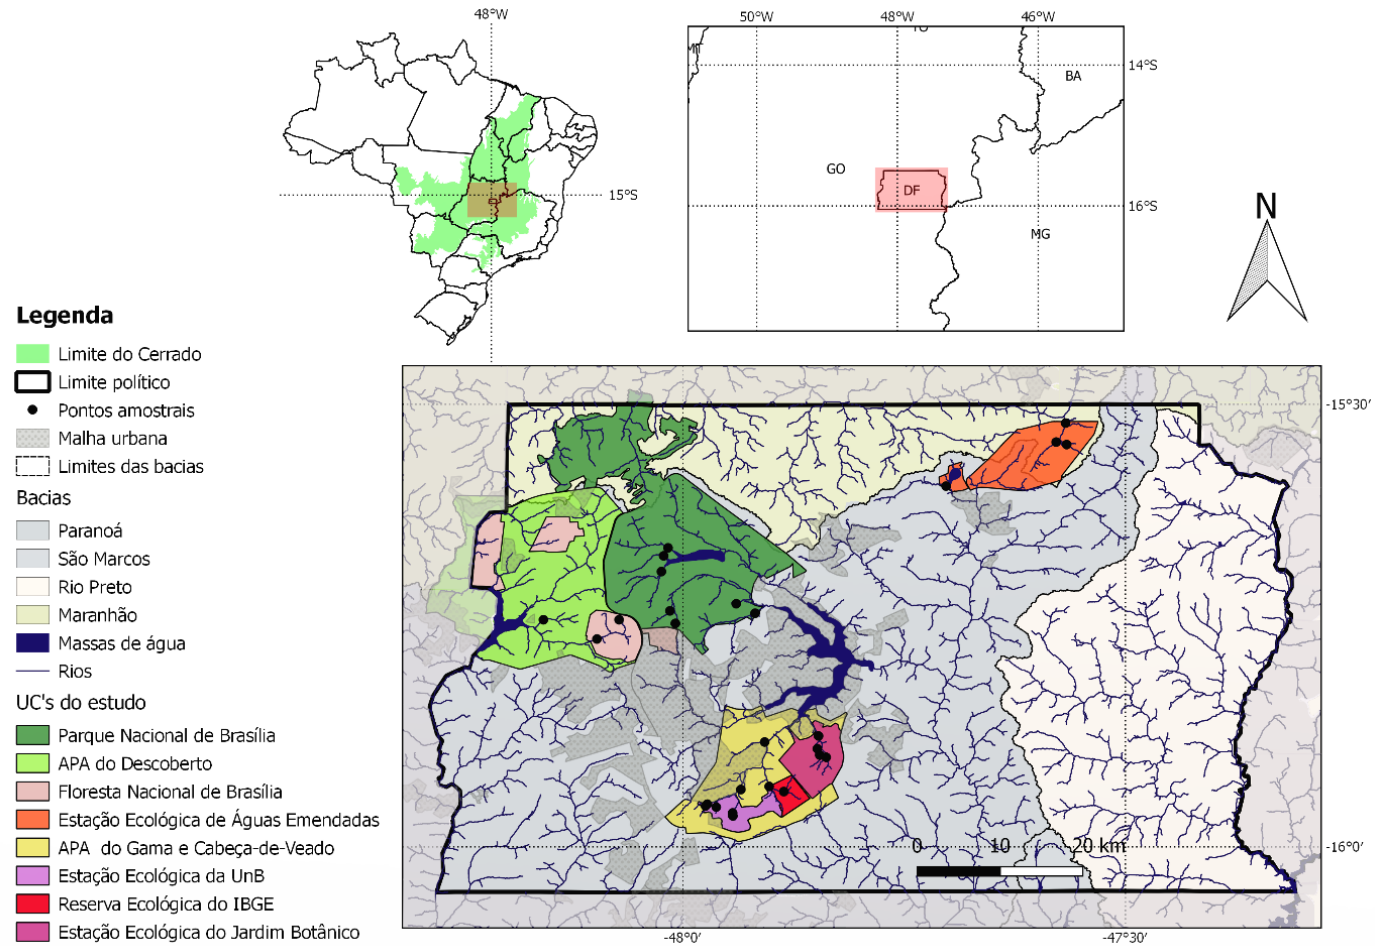 48°W
15°S
50°W
48°W
46°W
TO
MT
14°S
BA
GO
DF
16°S
MG
N
Legenda
Limite do Cerrado
Limite político
Pontos amostrais
Malha urbana
Limites das bacias
Bacias
Paranoá
São Marcos
Rio Preto
Maranhão
Massas de água
Rios
UC's do estudo
Parque Nacional de Brasília
APA do Descoberto
Floresta Nacional de Brasília
Estação Ecológica de Águas Emendadas
APA do Gama e Cabeça-de-Veado
Estação Ecológica da UnB
Reserva Ecológica do IBGE
Estação Ecológica do Jardim Botânico
-15°30'
0 10 20 km
-16°0'
-48°0'
-47°30'